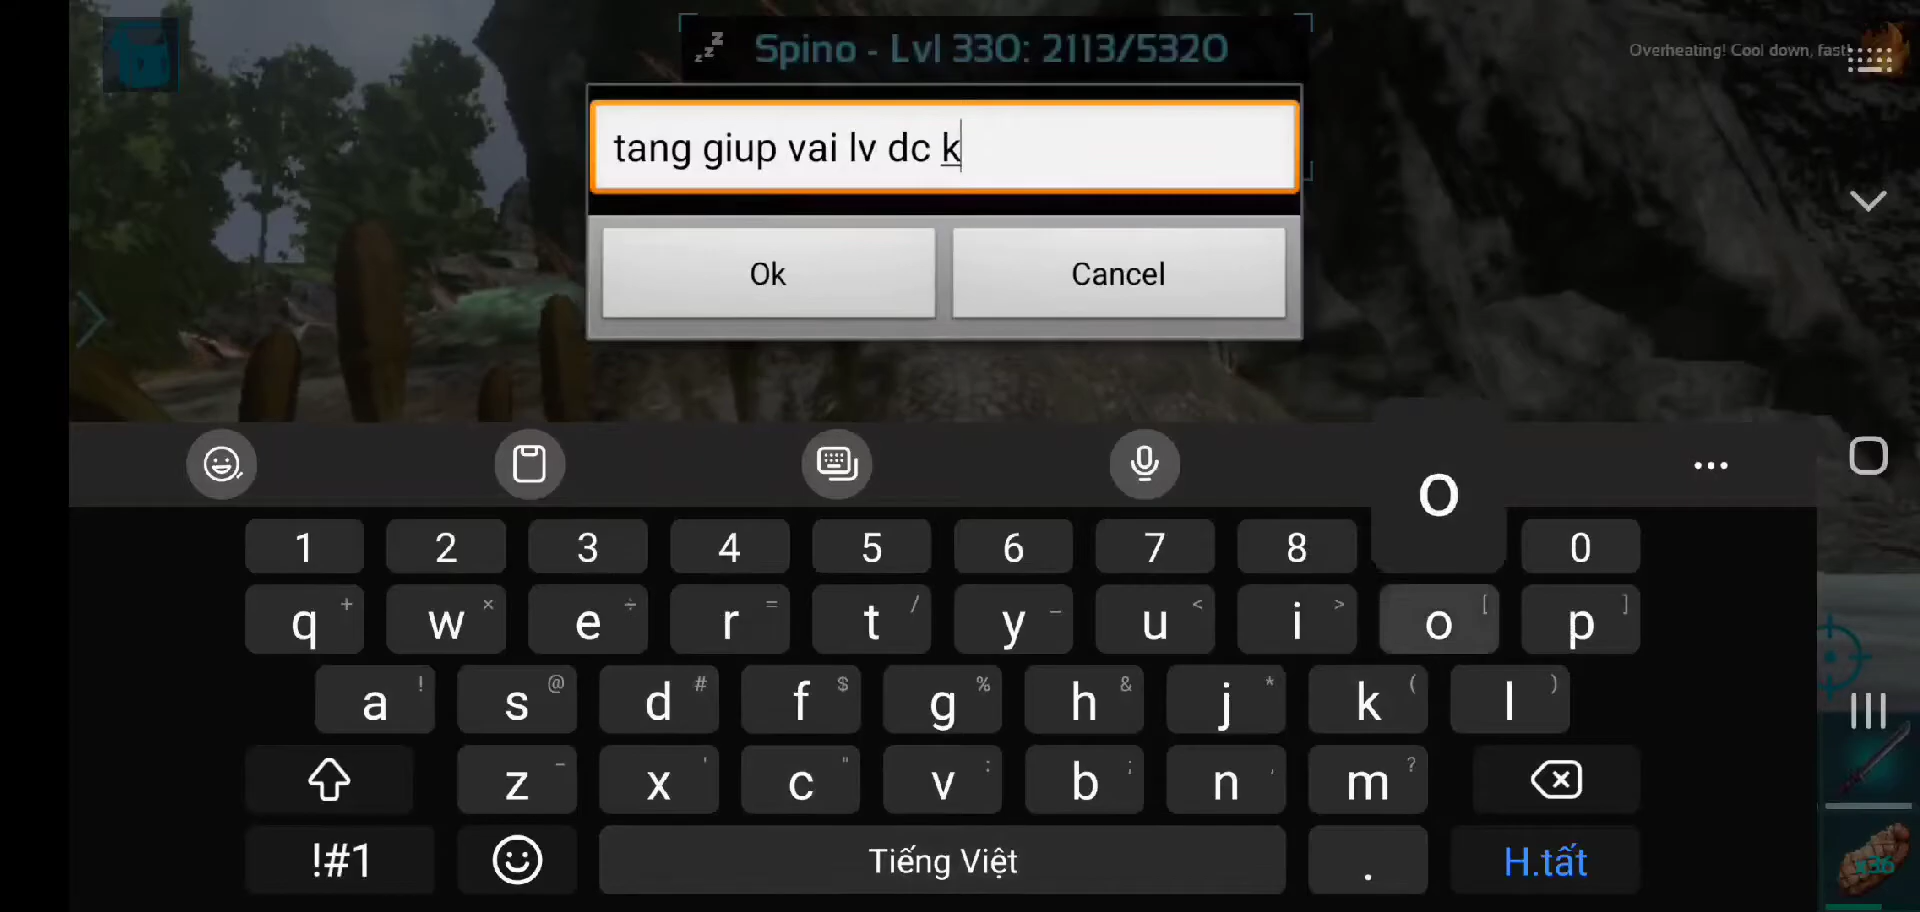 Spino - Lvl 330: 2113/5320
Overheating! Cool down, fast!
tang giup vai lv dc k
Ok
Cancel
o
1 2 3 4 5 6 7 8 0
q + w × e ÷ r = t / y _ u < i > o [ p ]
a ! s @ d # f $ g % h & j * k ( l )
z - x ' c " v : b ; n , m ?
!#1 Tiếng Việt . H.tất
x36